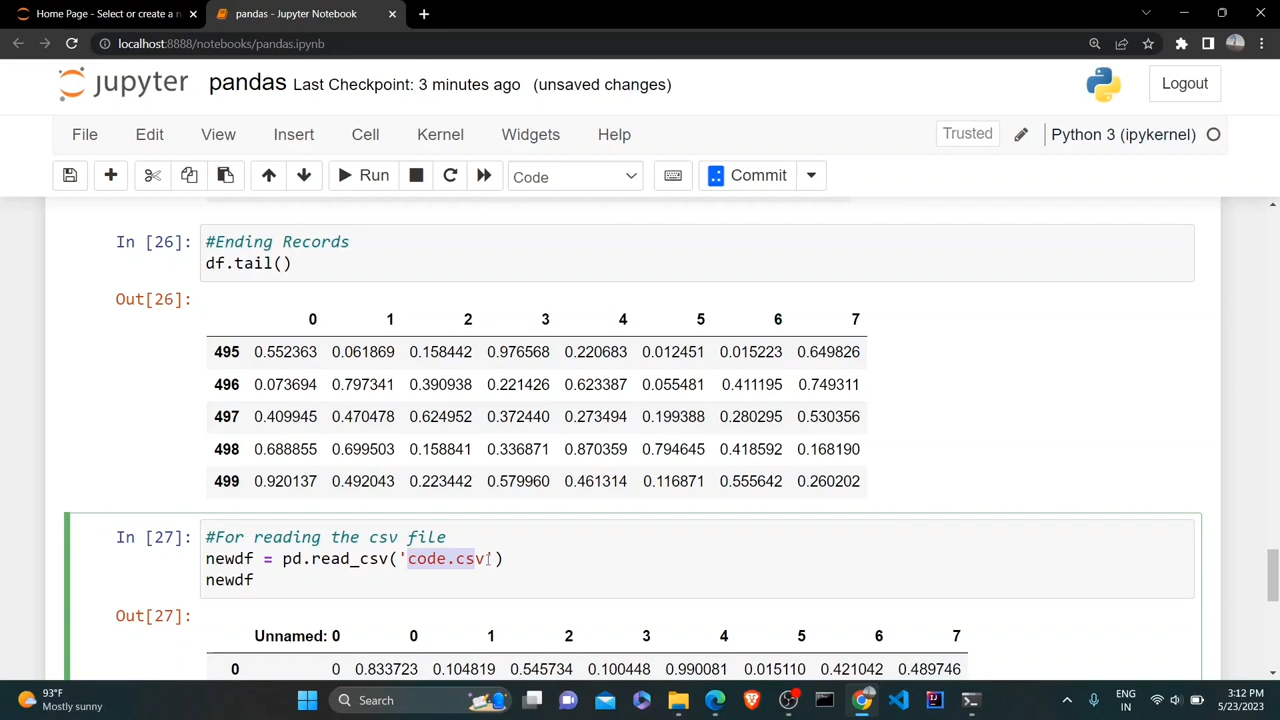 Home Page - Select or create a n
pandas - Jupyter Notebook
localhost:8888/notebooks/pandas.ipynb
jupyter pandas Last Checkpoint: 3 minutes ago (unsaved changes)
Logout
File Edit View Insert Cell Kernel Widgets Help
Trusted Python 3 (ipykernel)
Run Code Commit
In [26]: #Ending Records
df.tail()
Out[26]:
0 1 2 3 4 5 6 7
495 0.552363 0.061869 0.158442 0.976568 0.220683 0.012451 0.015223 0.649826
496 0.073694 0.797341 0.390938 0.221426 0.623387 0.055481 0.411195 0.749311
497 0.409945 0.470478 0.624952 0.372440 0.273494 0.199388 0.280295 0.530356
498 0.688855 0.699503 0.158841 0.336871 0.870359 0.794645 0.418592 0.168190
499 0.920137 0.492043 0.223442 0.579960 0.461314 0.116871 0.555642 0.260202
In [27]: #For reading the csv file
newdf = pd.read_csv('code.csv')
newdf
Out[27]:
Unnamed: 0 0 1 2 3 4 5 6 7
0 0 0.833723 0.104819 0.545734 0.100448 0.990081 0.015110 0.421042 0.489746
93°F
Mostly sunny
Search
ENG
IN
3:12 PM
5/23/2023